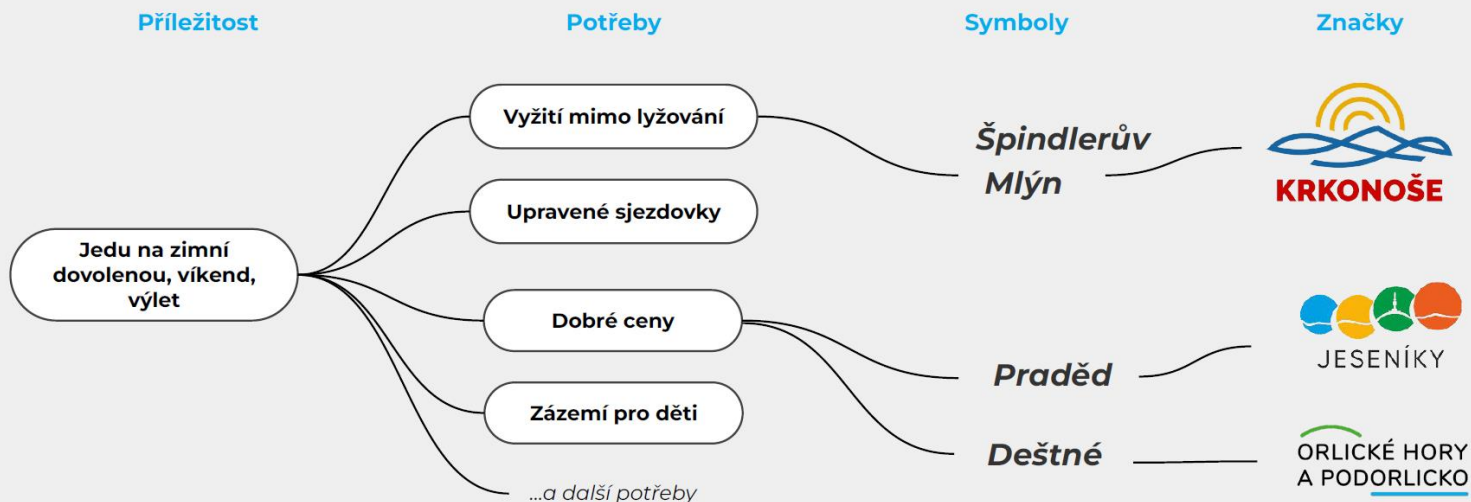 Příležitost
Potřeby
Symboly
Značky
Jedu na zimní
dovolenou, víkend,
výlet
Vyžití mimo lyžování
Upravené sjezdovky
Dobré ceny
Zázemí pro děti
...a další potřeby
Špindlerův
Mlýn
Praděd
Deštné
KRKONOŠE
JESENÍKY
ORLICKÉ HORY
A PODORLICKO